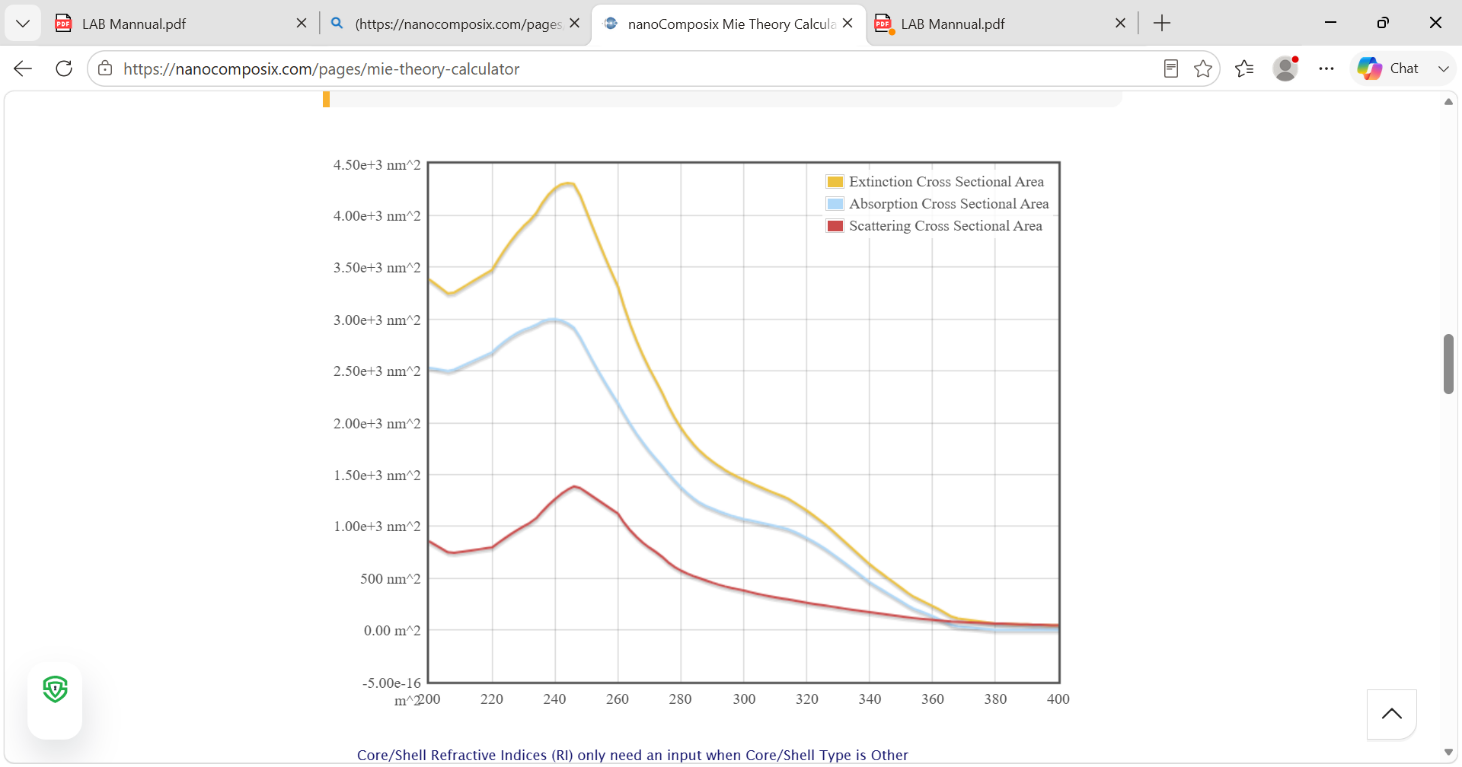 LAB Mannual.pdf
(https://nanocomposix.com/pages
nanoComposix Mie Theory Calcula
LAB Mannual.pdf
https://nanocomposix.com/pages/mie-theory-calculator
Chat
4.50e+3 nm^2
4.00e+3 nm^2
3.50e+3 nm^2
3.00e+3 nm^2
2.50e+3 nm^2
2.00e+3 nm^2
1.50e+3 nm^2
1.00e+3 nm^2
500 nm^2
0.00 m^2
-5.00e-16
m^2
Extinction Cross Sectional Area
Absorption Cross Sectional Area
Scattering Cross Sectional Area
200 220 240 260 280 300 320 340 360 380 400
Core/Shell Refractive Indices (RI) only need an input when Core/Shell Type is Other